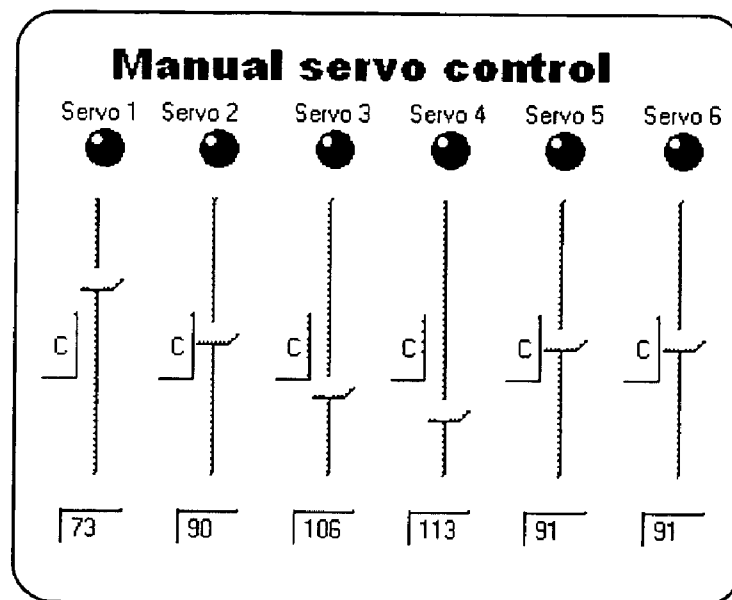 Manual servo control
Servo 1 Servo 2 Servo 3 Servo 4 Servo 5 Servo 6
C C C C C C
73 90 106 113 91 91